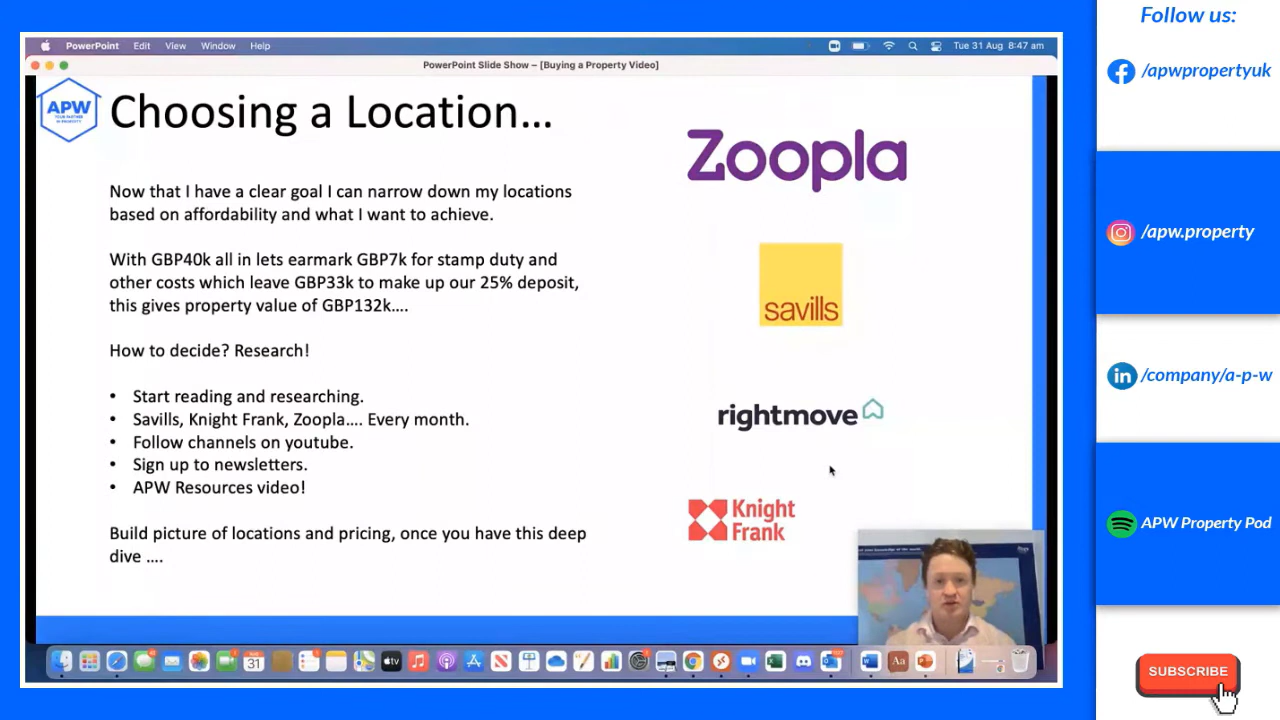 PowerPoint Edit View Window Help
Tue 31 Aug 8:47 am
PowerPoint Slide Show – [Buying a Property Video]
APW
Choosing a Location...
Now that I have a clear goal I can narrow down my locations
based on affordability and what I want to achieve.
With GBP40k all in lets earmark GBP7k for stamp duty and
other costs which leave GBP33k to make up our 25% deposit,
this gives property value of GBP132k....
How to decide? Research!
• Start reading and researching.
• Savills, Knight Frank, Zoopla.... Every month.
• Follow channels on youtube.
• Sign up to newsletters.
• APW Resources video!
Build picture of locations and pricing, once you have this deep
dive ....
Zoopla
savills
rightmove
Knight
Frank
31
tv
Aa
Follow us:
/apwpropertyuk
/apw.property
in /company/a-p-w
APW Property Pod
SUBSCRIBE